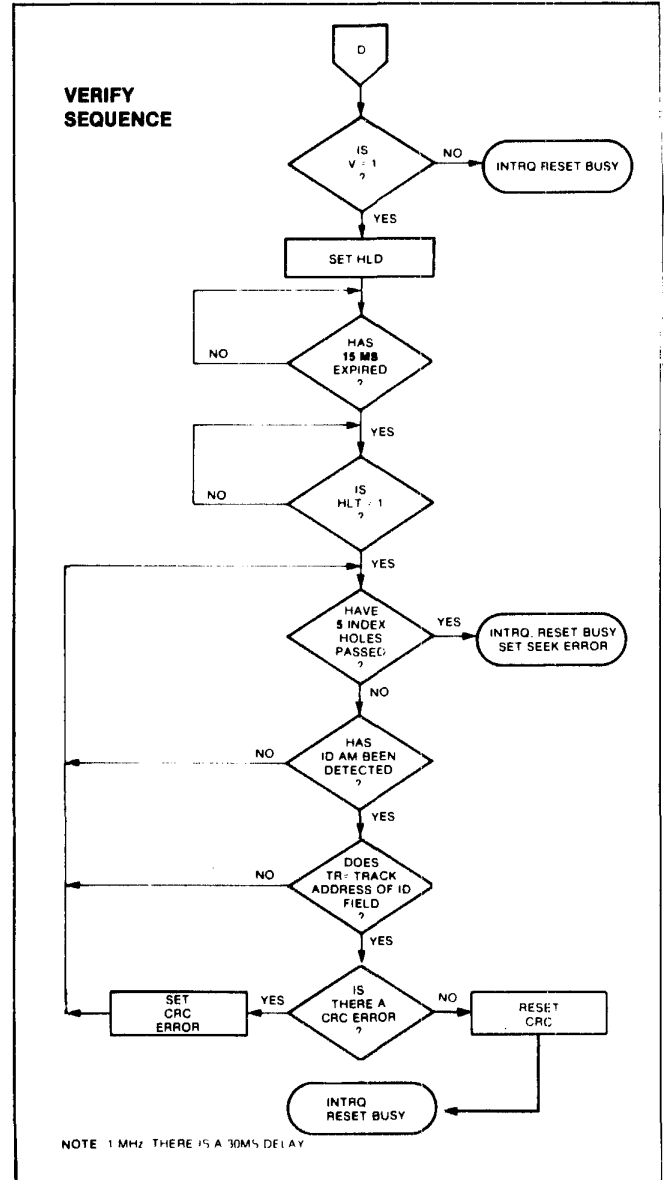 D
VERIFY
SEQUENCE
IS
V = 1
?
NO
INTRQ RESET BUSY
YES
SET HLD
HAS
15 MS
EXPIRED
?
NO
YES
IS
HLT = 1
?
NO
YES
HAVE
5 INDEX
HOLES
PASSED
?
YES
INTRQ. RESET BUSY
SET SEEK ERROR
NO
HAS
ID AM BEEN
DETECTED
?
NO
YES
DOES
TR= TRACK
ADDRESS OF ID
FIELD
?
NO
YES
IS
THERE A
CRC ERROR
?
YES
SET
CRC
ERROR
NO
RESET
CRC
INTRQ
RESET BUSY
NOTE 1 MHz THERE IS A 30MS DELAY